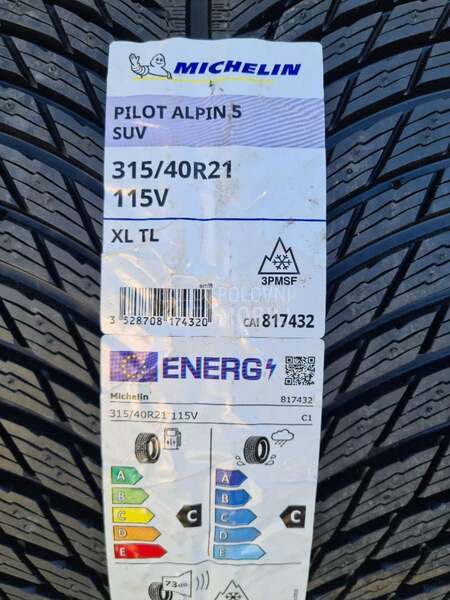 MICHELIN
PILOT ALPIN 5
SUV
315/40R21
115V
XL TL
3PMSF
3 528708 174320
CAI 817432
ENERG
Michelin
817432
315/40R21 115V
C1
A
B
C
D
E
C
A
B
C
D
E
C
73dB